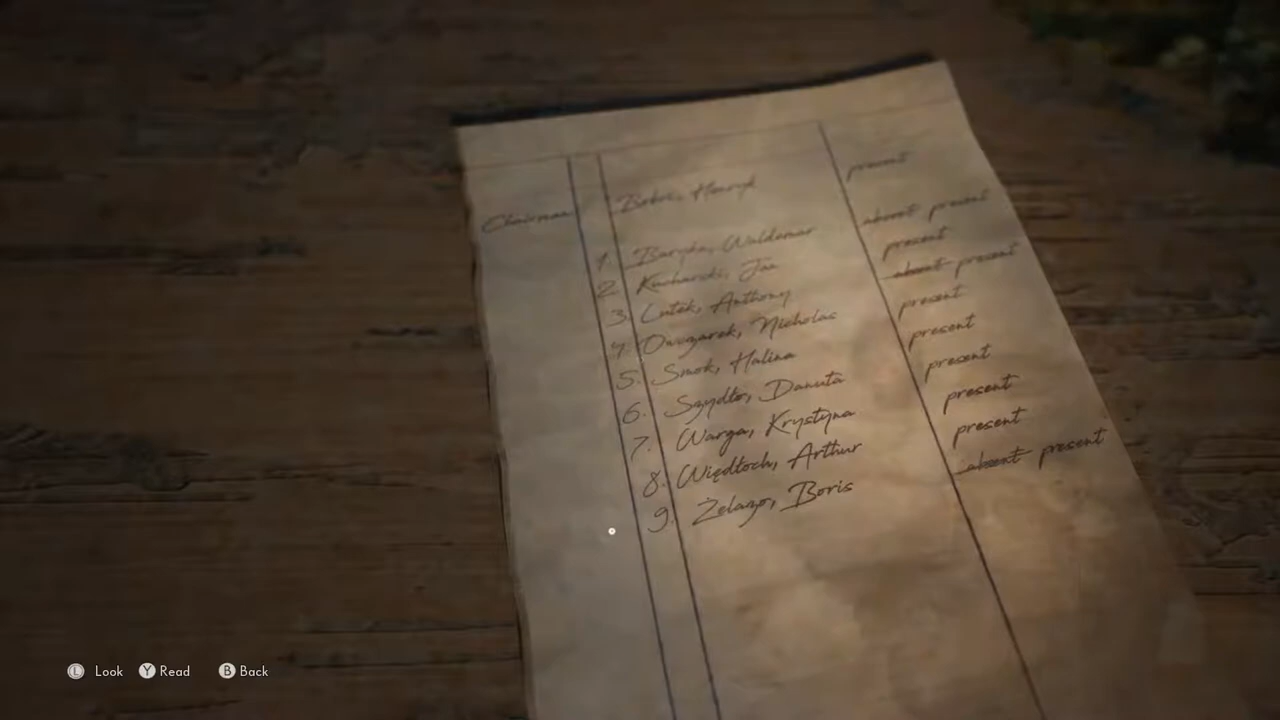 Chairman Henryk present
1. Baryka, Waldemar absent present
2. Kucharski, Jan present
3. Lutek, Anthony absent present
4. Owczarek, Nicholas present
5. Smok, Halina present
6. Szydło, Danuta present
7. Warga, Krystyna present
8. Więdłoch, Arthur present
9. Żelazo, Boris absent present
L Look Y Read B Back